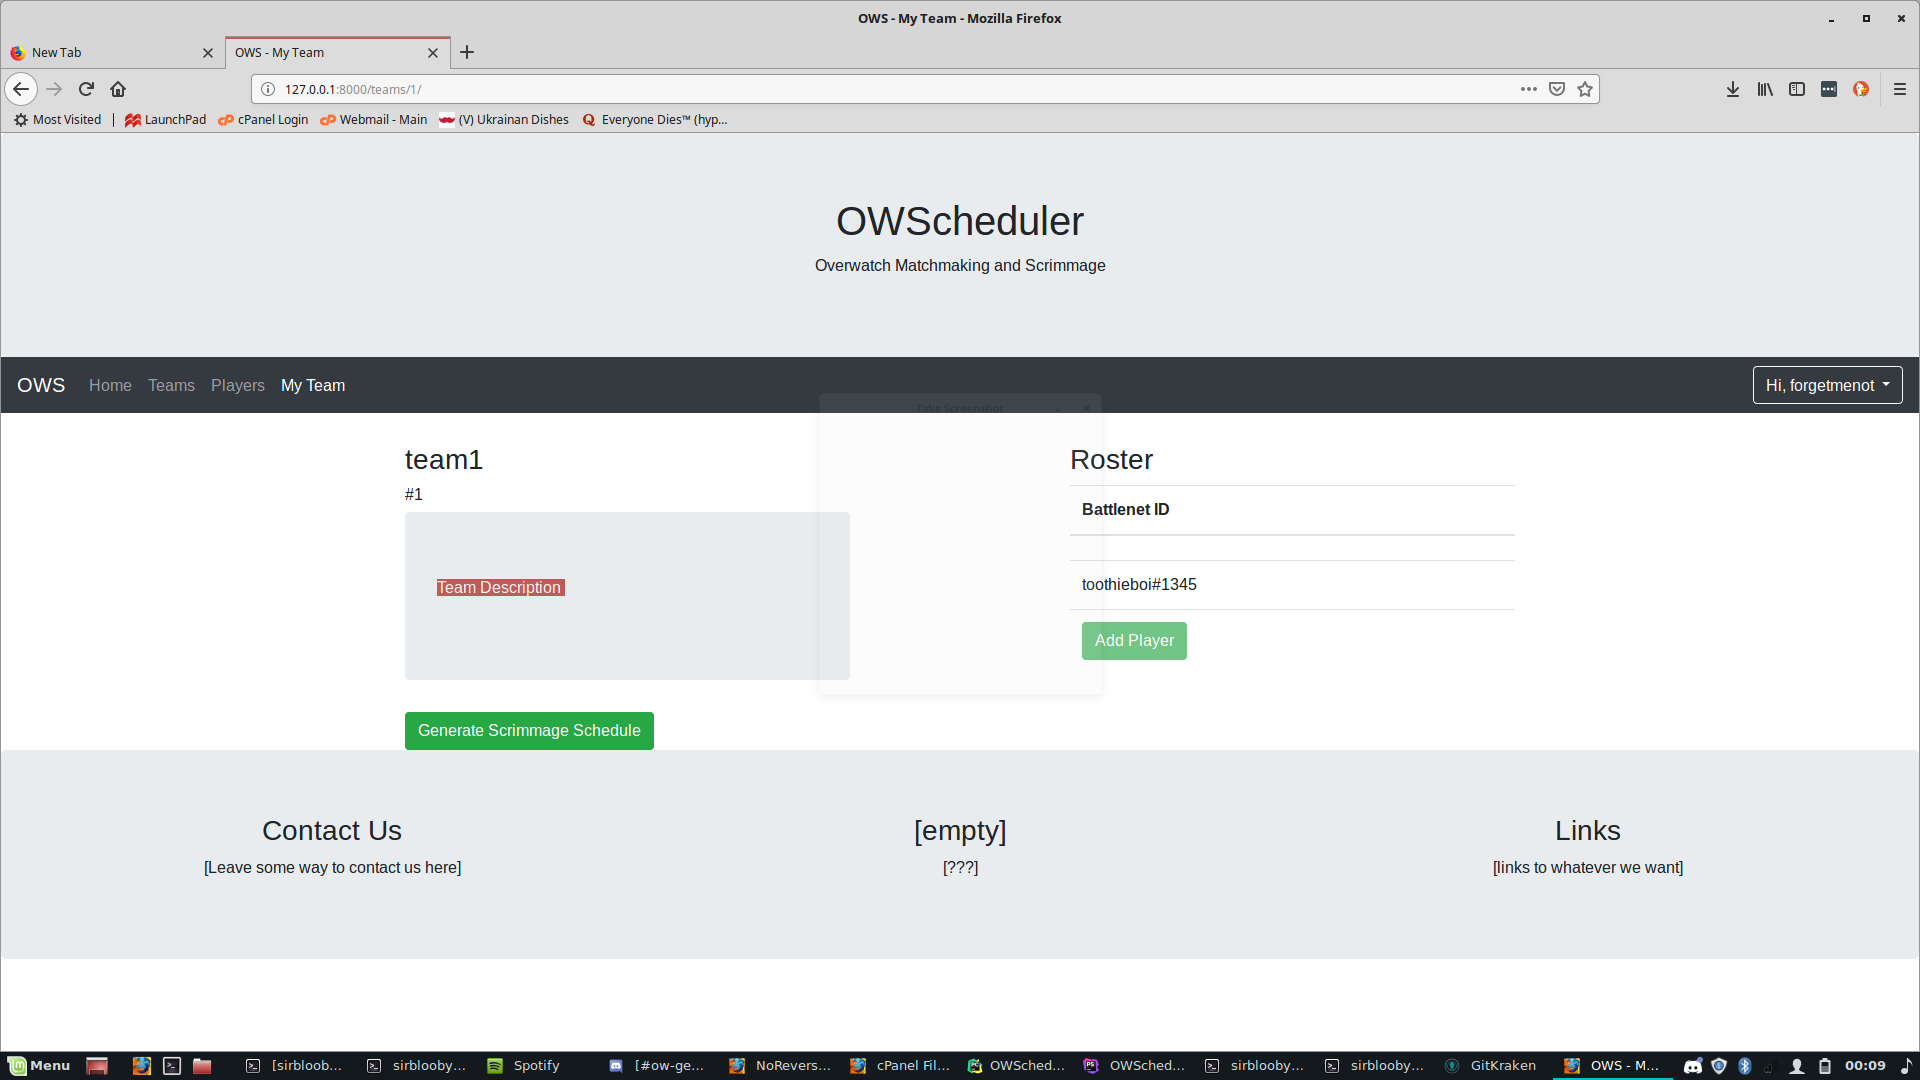 OWS - My Team - Mozilla Firefox
New Tab
OWS - My Team
127.0.0.1:8000/teams/1/
Most Visited
LaunchPad
cPanel Login
Webmail - Main
(V) Ukrainan Dishes
Everyone Dies™ (hyp...
OWScheduler
Overwatch Matchmaking and Scrimmage
OWS Home Teams Players My Team
Hi, forgetmenot
Take Screenshot
team1
#1
Team Description
Generate Scrimmage Schedule
Roster
Battlenet ID
toothieboi#1345
Add Player
Contact Us
[Leave some way to contact us here]
[empty]
[???]
Links
[links to whatever we want]
Menu
[sirbloob...
sirblooby...
Spotify
[#ow-ge...
NoRevers...
cPanel Fil...
OWSched...
OWSched...
sirblooby...
sirblooby...
GitKraken
OWS - M...
00:09